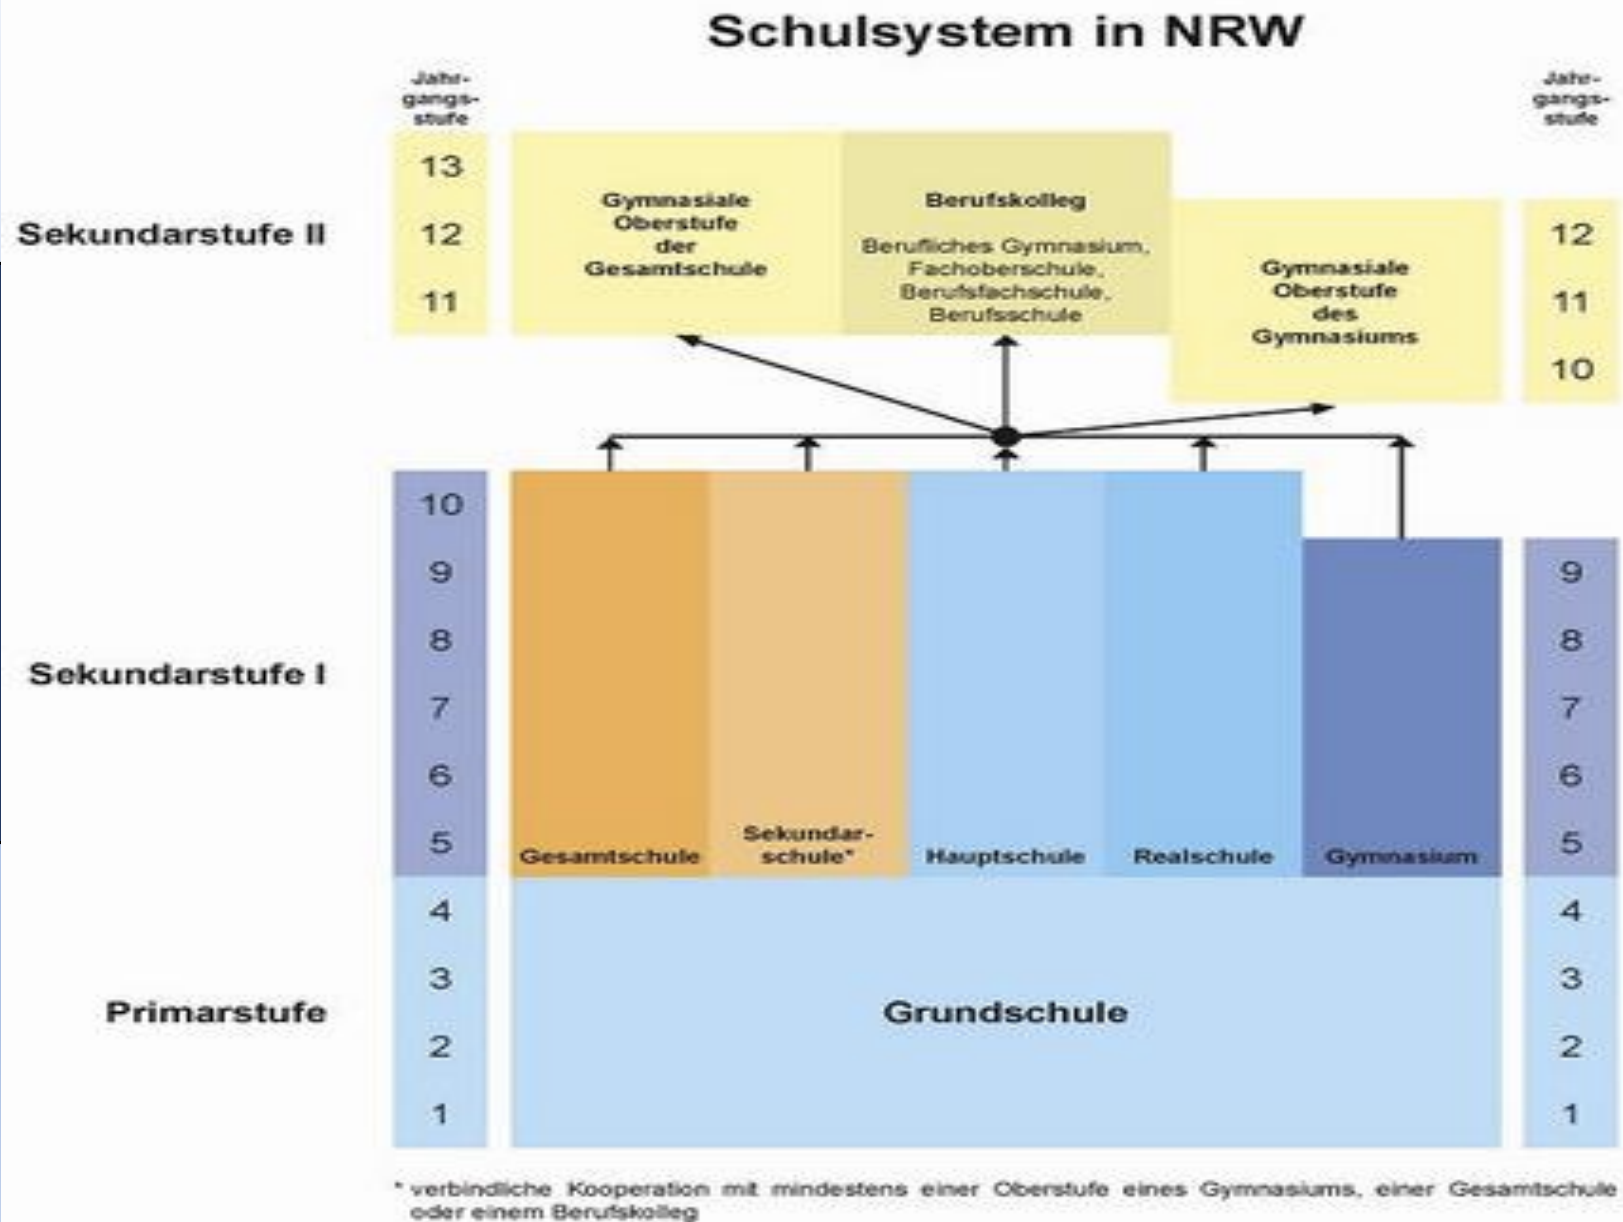 Schulsystem in NRW
Jahr-
gangs-
stufe
Jahr-
gangs-
stufe
Sekundarstufe II
13
12
11
Gymnasiale
Oberstufe
der
Gesamtschule
Berufskolleg
Berufliches Gymnasium,
Fachoberschule,
Berufsfachschule,
Berufsschule
Gymnasiale
Oberstufe
des
Gymnasiums
12
11
10
Sekundarstufe I
10
9
8
7
6
5
Gesamtschule
Sekundar-
schule*
Hauptschule
Realschule
Gymnasium
9
8
7
6
5
Primarstufe
4
3
2
1
Grundschule
4
3
2
1
* verbindliche Kooperation mit mindestens einer Oberstufe eines Gymnasiums, einer Gesamtschule
oder einem Berufskolleg